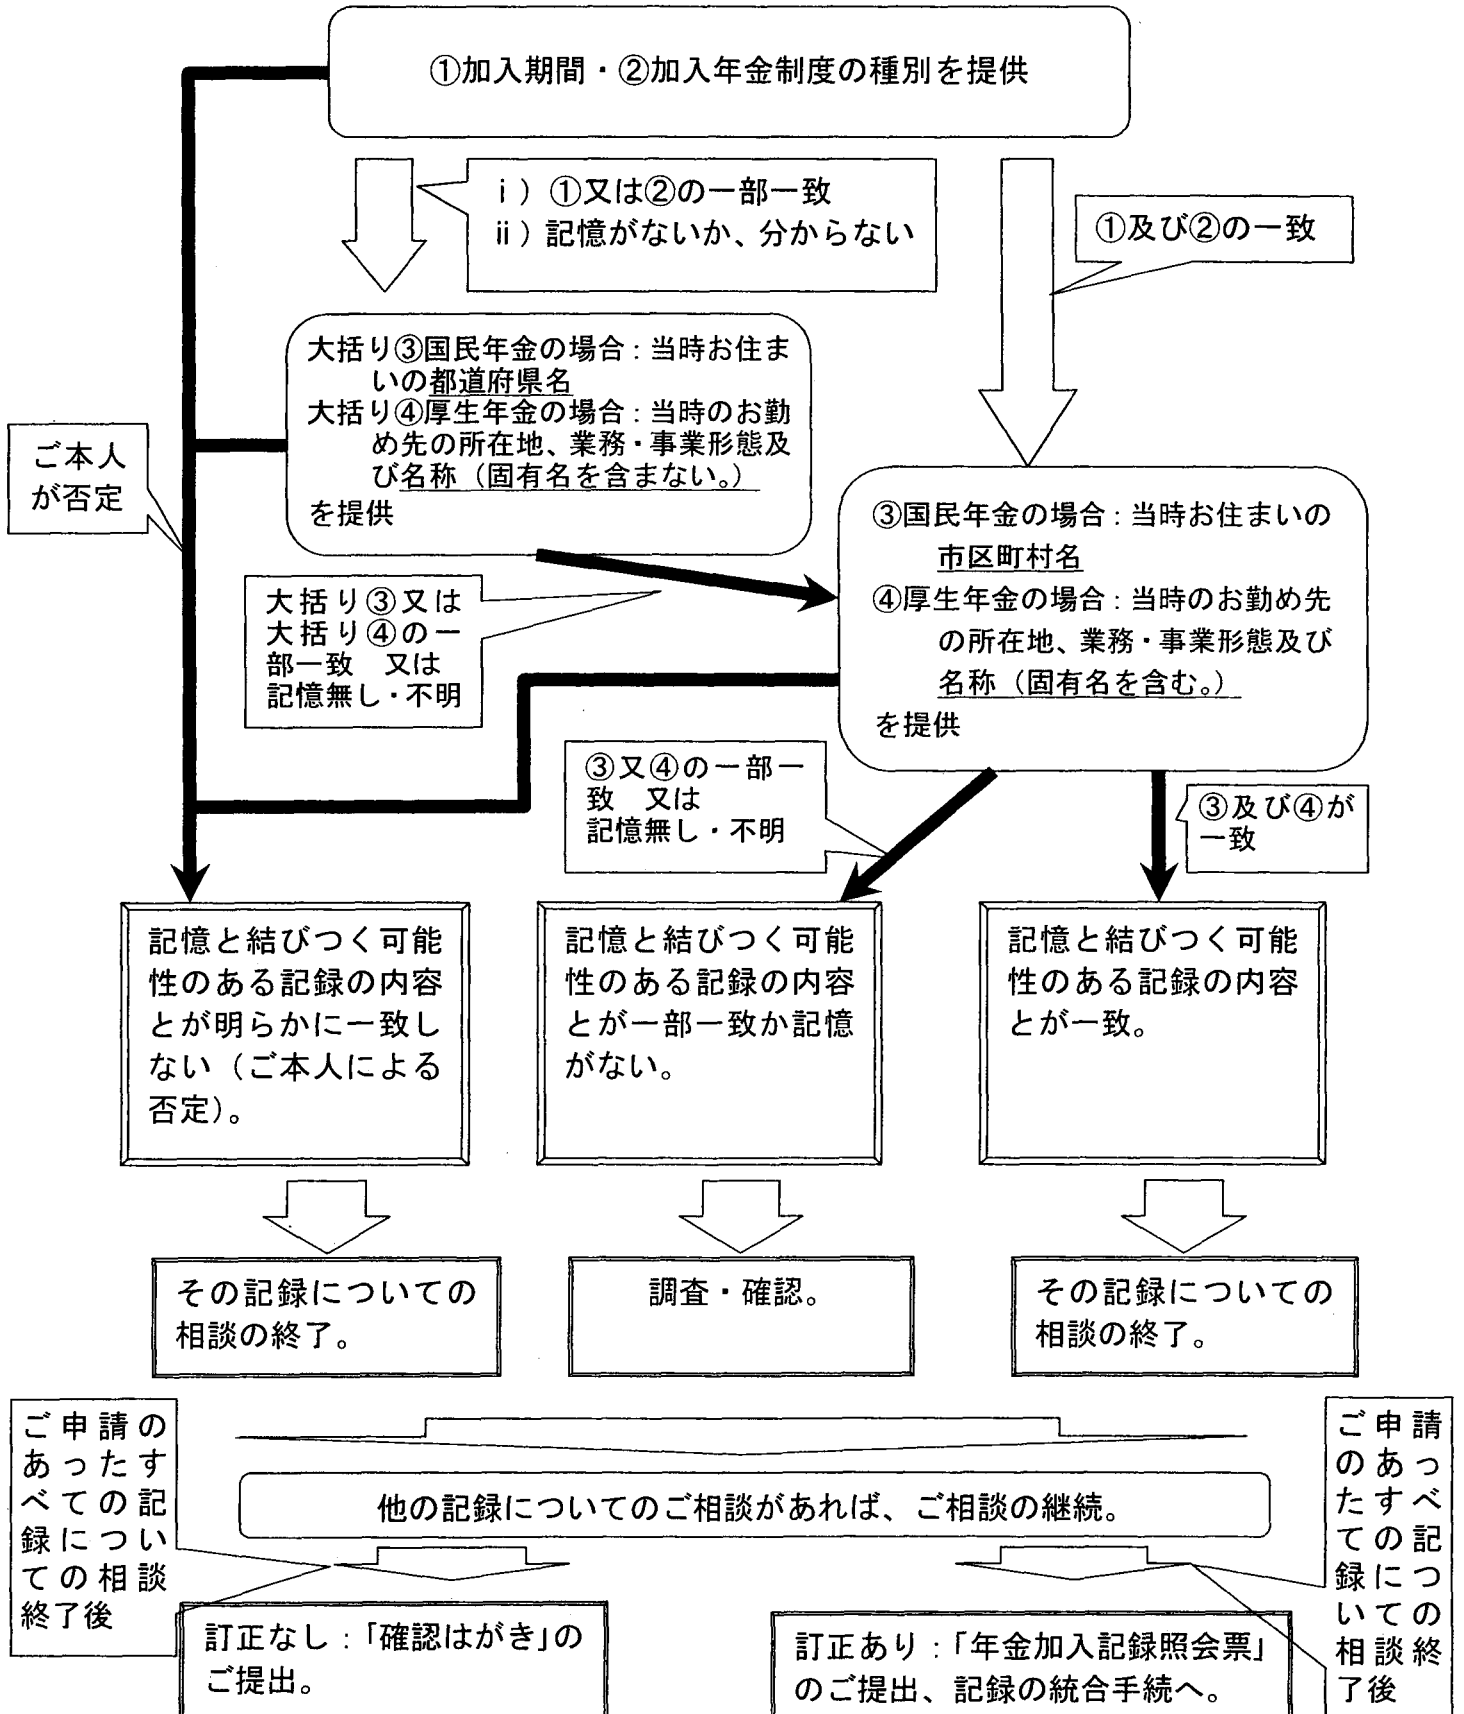 ①加入期間・②加入年金制度の種別を提供
ⅰ）①又は②の一部一致
ⅱ）記憶がないか、分からない
①及び②の一致
大括り③国民年金の場合：当時お住ま
いの都道府県名
大括り④厚生年金の場合：当時のお勤
め先の所在地、業務・事業形態及
び名称（固有名を含まない。）
を提供
ご本人
が否定
③国民年金の場合：当時お住まいの
市区町村名
④厚生年金の場合：当時のお勤め先
の所在地、業務・事業形態及び
名称（固有名を含む。）
を提供
大括り③又は
大括り④の一
部一致　又は
記憶無し・不明
③又④の一部一
致　又は
記憶無し・不明
③及び④が
一致
記憶と結びつく可能
性のある記録の内容
とが明らかに一致し
ない（ご本人による
否定）。
記憶と結びつく可能
性のある記録の内容
とが一部一致か記憶
がない。
記憶と結びつく可能
性のある記録の内容
とが一致。
その記録についての
相談の終了。
調査・確認。
その記録についての
相談の終了。
ご申請の
あったす
べての記
録につい
ての相談
終了後
他の記録についてのご相談があれば、ご相談の継続。
ご申請
のあっ
たすべ
ての記
録につ
いての
相談終
了後
訂正なし：「確認はがき」の
ご提出。
訂正あり：「年金加入記録照会票」
のご提出、記録の統合手続へ。